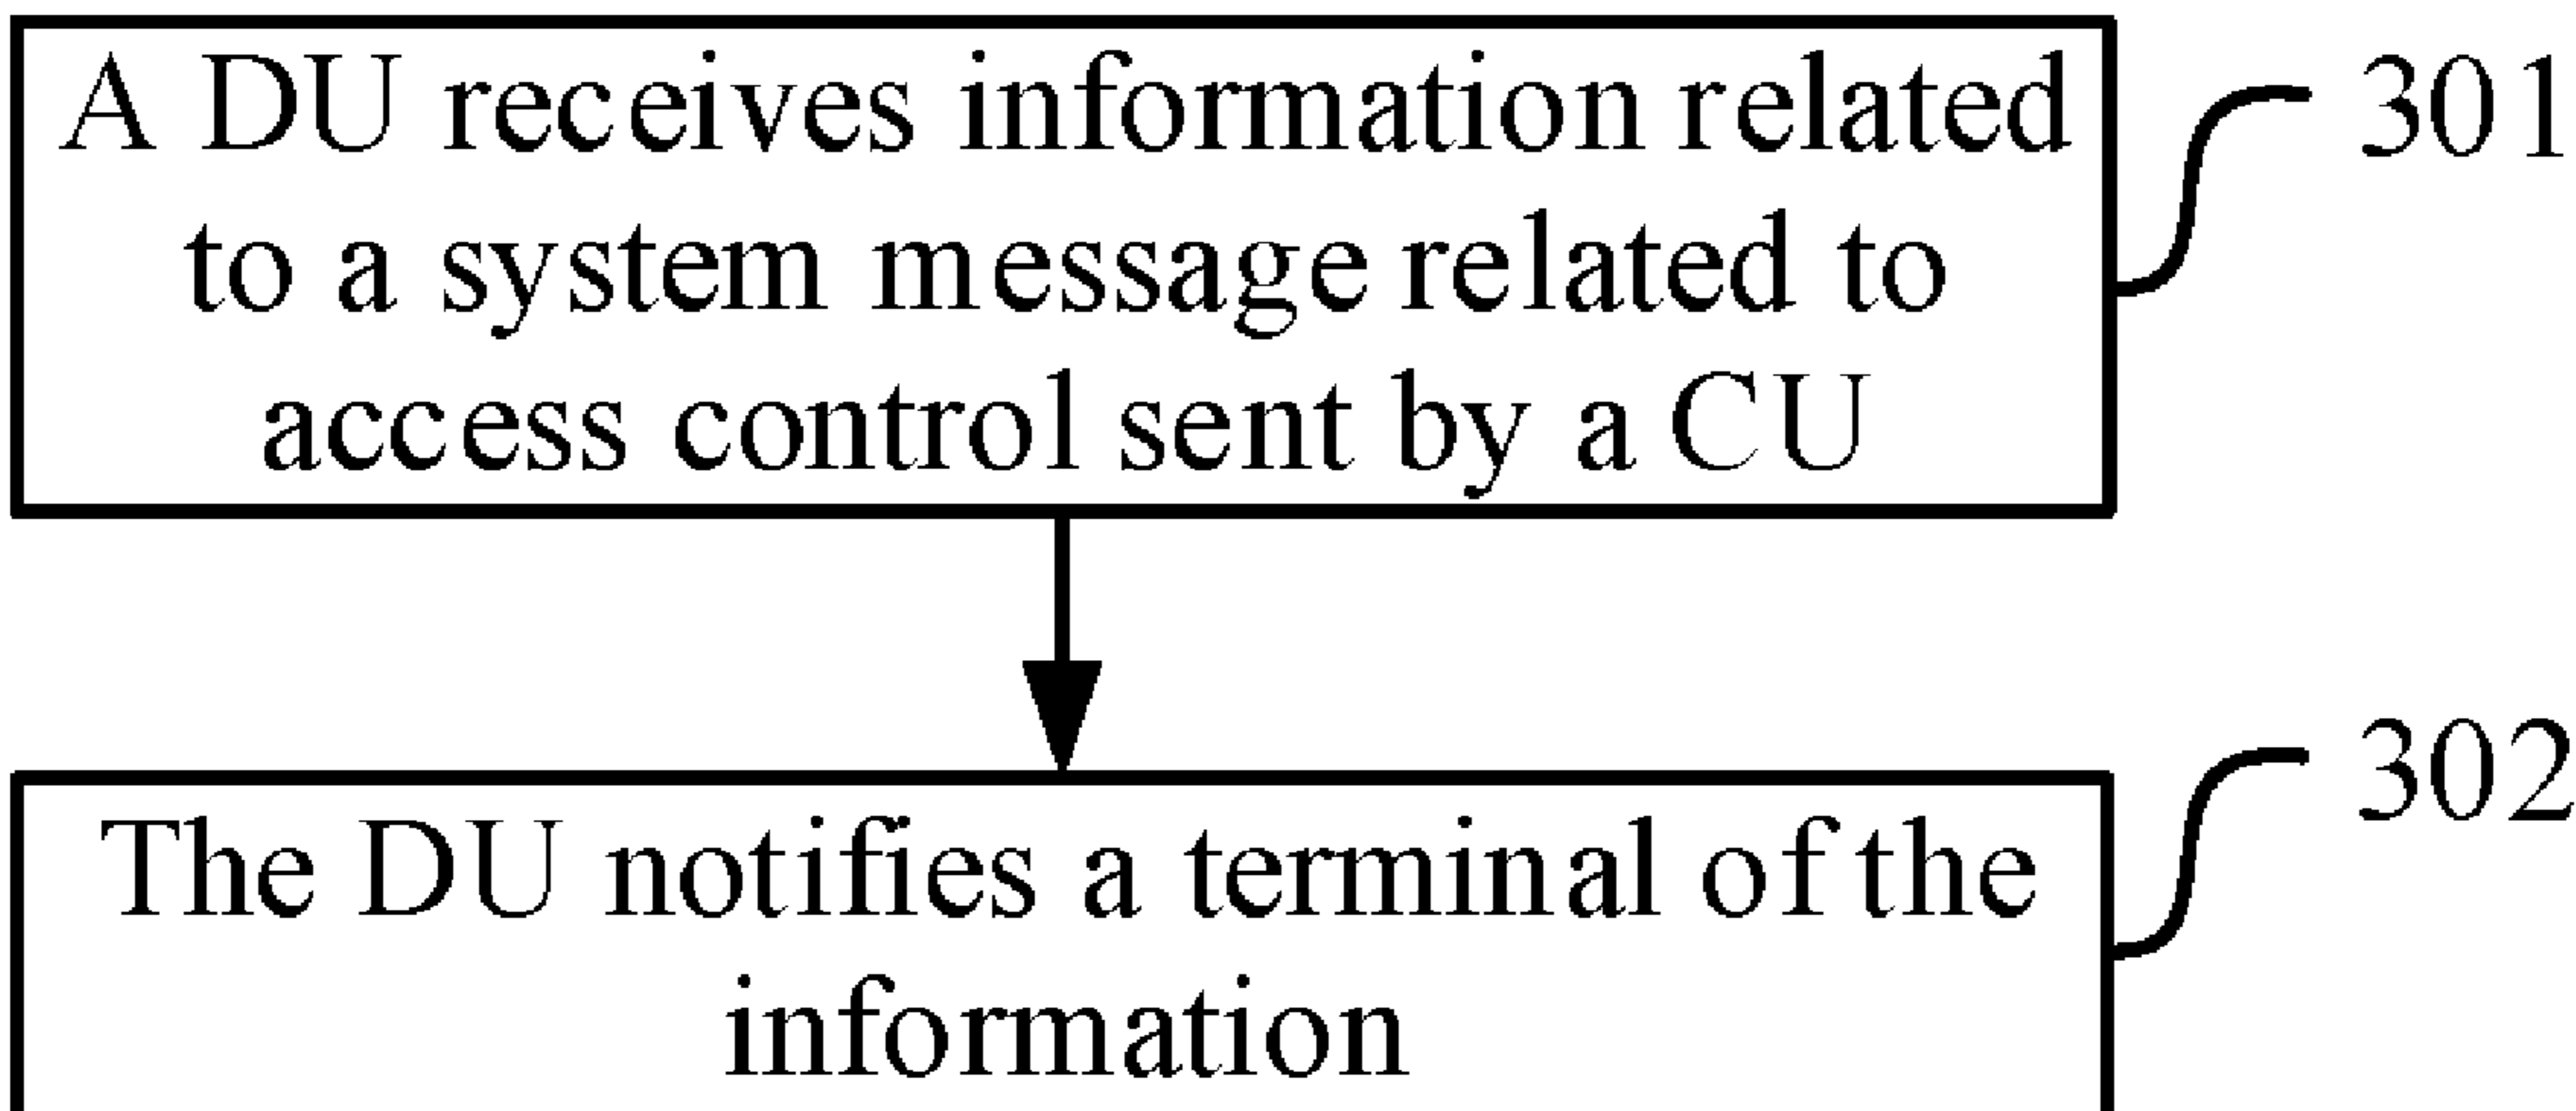 A DU receives information related
to a system message related to
access control sent by a CU
301
The DU notifies a terminal of the
information
302